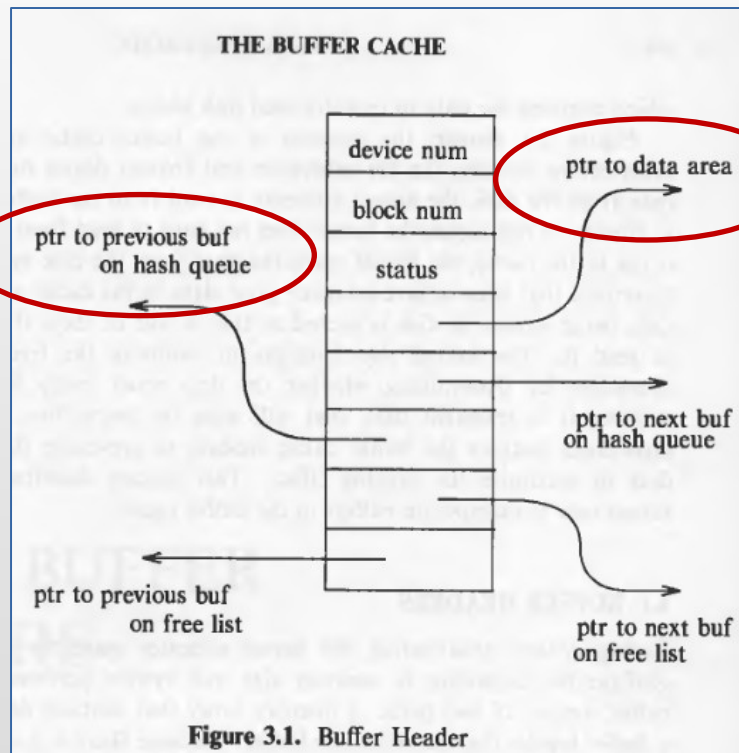 THE BUFFER CACHE
device num
ptr to data area
block num
ptr to previous buf
on hash queue
status
ptr to next buf
on hash queue
ptr to previous buf
on free list
ptr to next buf
on free list
Figure 3.1. Buffer Header